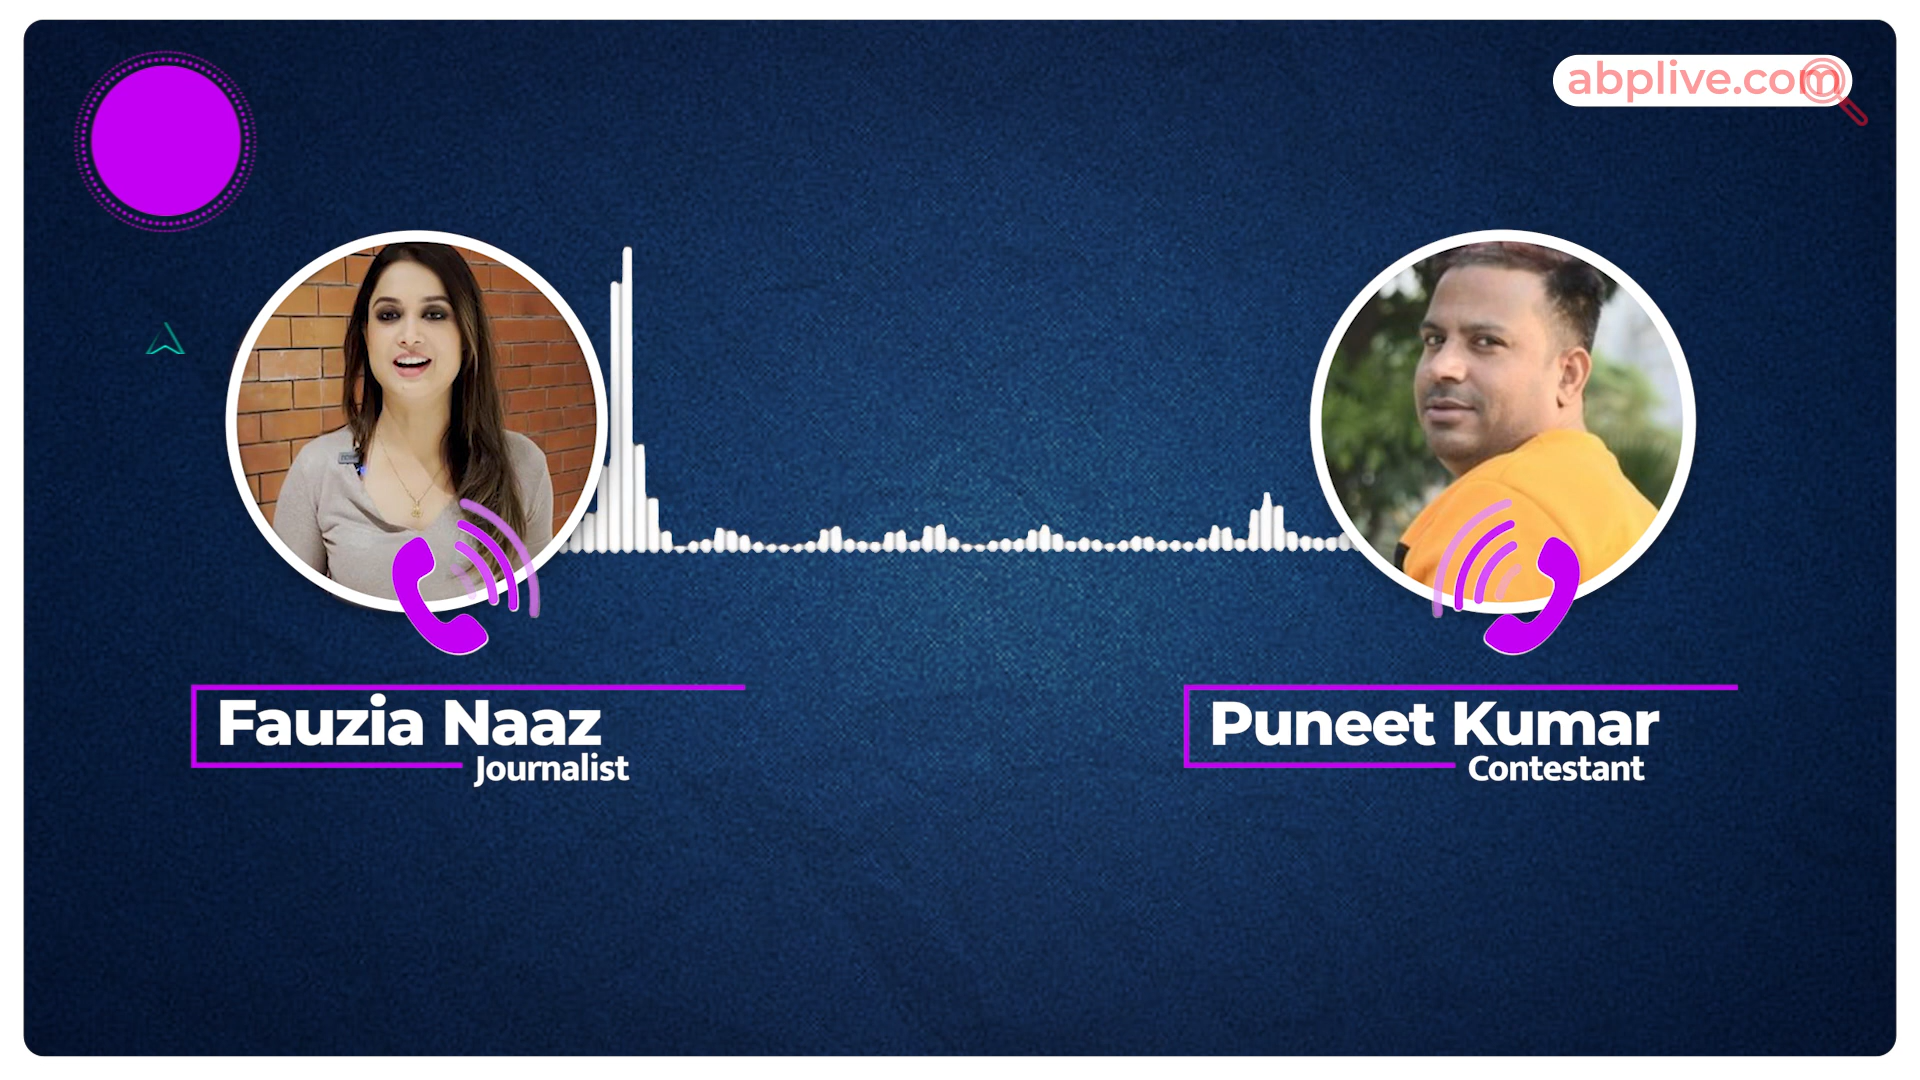 abplive.com
Fauzia Naaz
Journalist
Puneet Kumar
Contestant